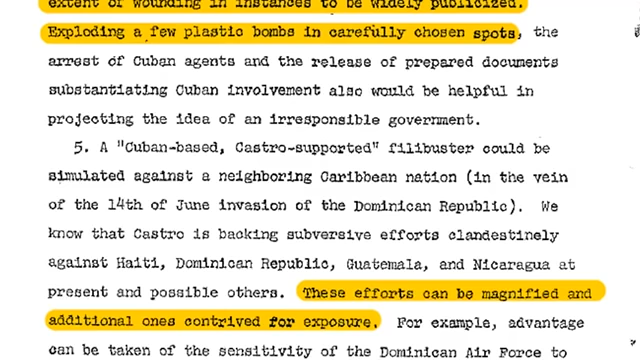 extent of wounding in instances to be widely publicized.
Exploding a few plastic bombs in carefully chosen spots, the
arrest of Cuban agents and the release of prepared documents
substantiating Cuban involvement also would be helpful in
projecting the idea of an irresponsible government.
5. A "Cuban-based, Castro-supported" filibuster could be
simulated against a neighboring Caribbean nation (in the vein
of the 14th of June invasion of the Dominican Republic). We
know that Castro is backing subversive efforts clandestinely
against Haiti, Dominican Republic, Guatemala, and Nicaragua at
present and possible others. These efforts can be magnified and
additional ones contrived for exposure. For example, advantage
can be taken of the sensitivity of the Dominican Air Force to